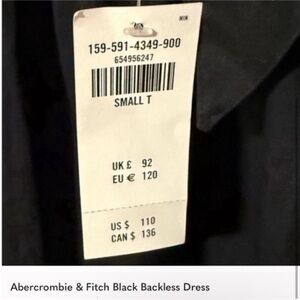 159-591-4349-900
654956247
SMALL T
UK £ 92
EU € 120
US $ 110
CAN $ 136
Abercrombie & Fitch Black Backless Dress